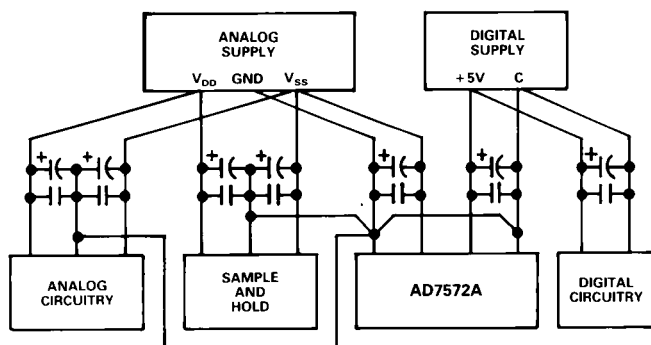 ANALOG
SUPPLY
V_DD GND V_SS
DIGITAL
SUPPLY
+5V C
+ + + + + + +
ANALOG
CIRCUITRY
SAMPLE
AND
HOLD
AD7572A
DIGITAL
CIRCUITRY